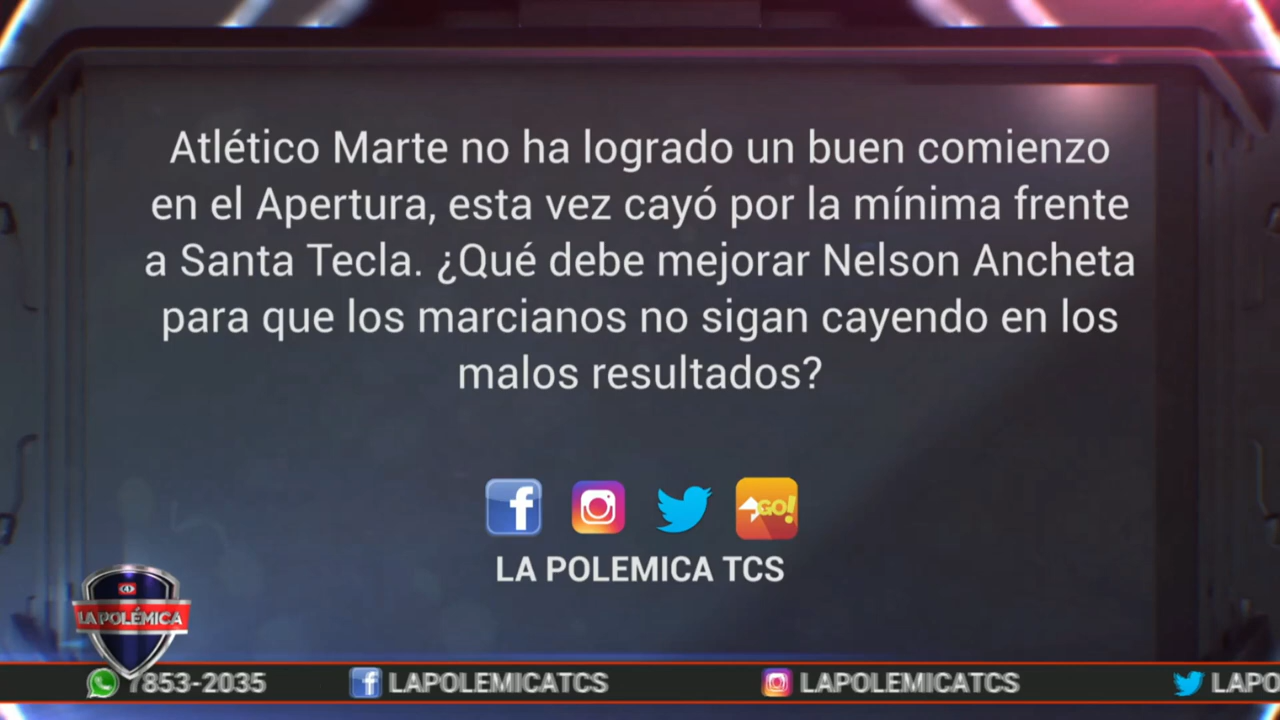 Atlético Marte no ha logrado un buen comienzo
en el Apertura, esta vez cayó por la mínima frente
a Santa Tecla. ¿Qué debe mejorar Nelson Ancheta
para que los marcianos no sigan cayendo en los
malos resultados?
f GO!
LA POLEMICA TCS
4
LA POLÉMICA
7853-2035 f LAPOLEMICATCS LAPOLEMICATCS LAPO